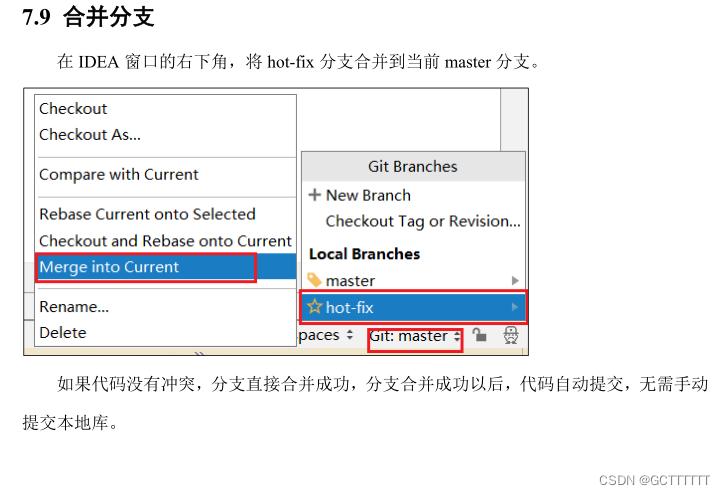 7.9 合并分支
在 IDEA 窗口的右下角，将 hot-fix 分支合并到当前 master 分支。
Checkout
Checkout As...
Compare with Current
Rebase Current onto Selected
Checkout and Rebase onto Current
Merge into Current
Rename...
Delete
Git Branches
New Branch
Checkout Tag or Revision...
Local Branches
master
hot-fix
paces
Git: master
如果代码没有冲突，分支直接合并成功，分支合并成功以后，代码自动提交，无需手动
提交本地库。
CSDN @GCTTTTTT